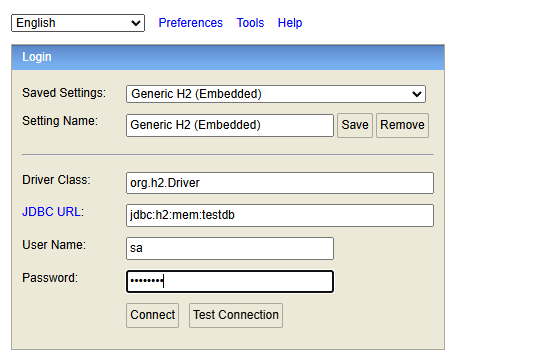 English Preferences Tools Help
Login
Saved Settings: Generic H2 (Embedded)
Setting Name: Generic H2 (Embedded) Save Remove
Driver Class: org.h2.Driver
JDBC URL: jdbc:h2:mem:testdb
User Name: sa
Password: ••••••••
Connect Test Connection